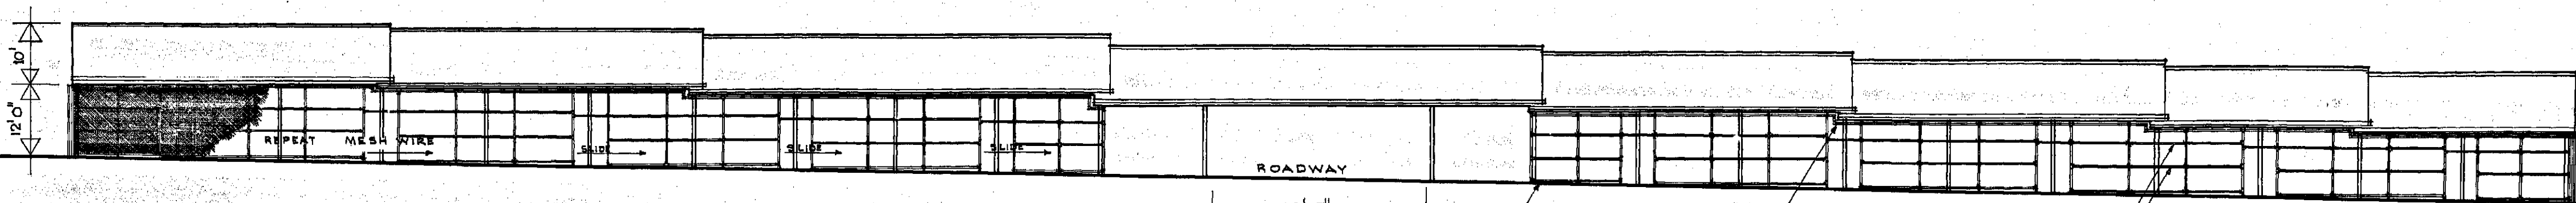 10'
12'0"
REPEAT MESH WIRE
SLIDE
SLIDE
SLIDE
ROADWAY